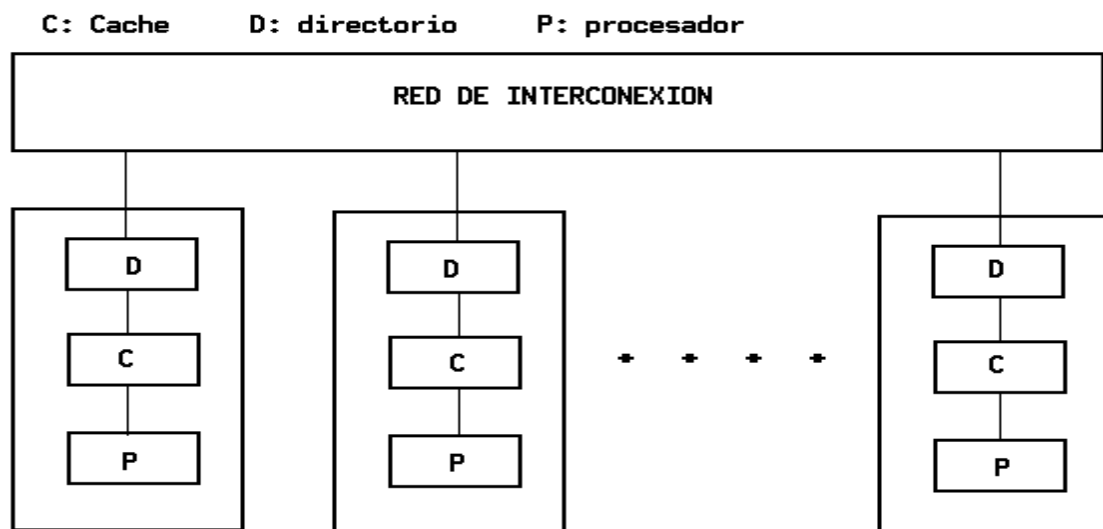 C: Cache D: directorio P: procesador
RED DE INTERCONEXION
D D D
C C C
P P P